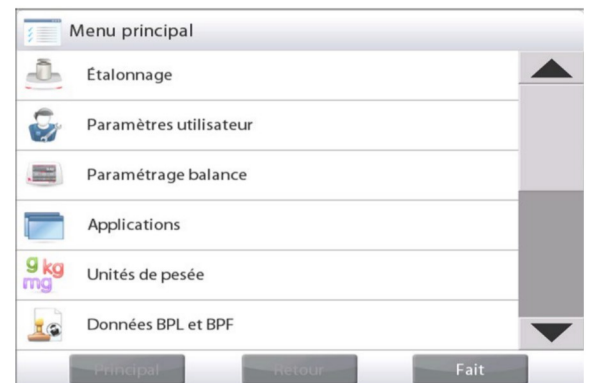 Menu principal
Étalonnage
Paramètres utilisateur
Paramétrage balance
Applications
g kg
mg
Unités de pesée
Données BPL et BPF
Principal Retour Fait